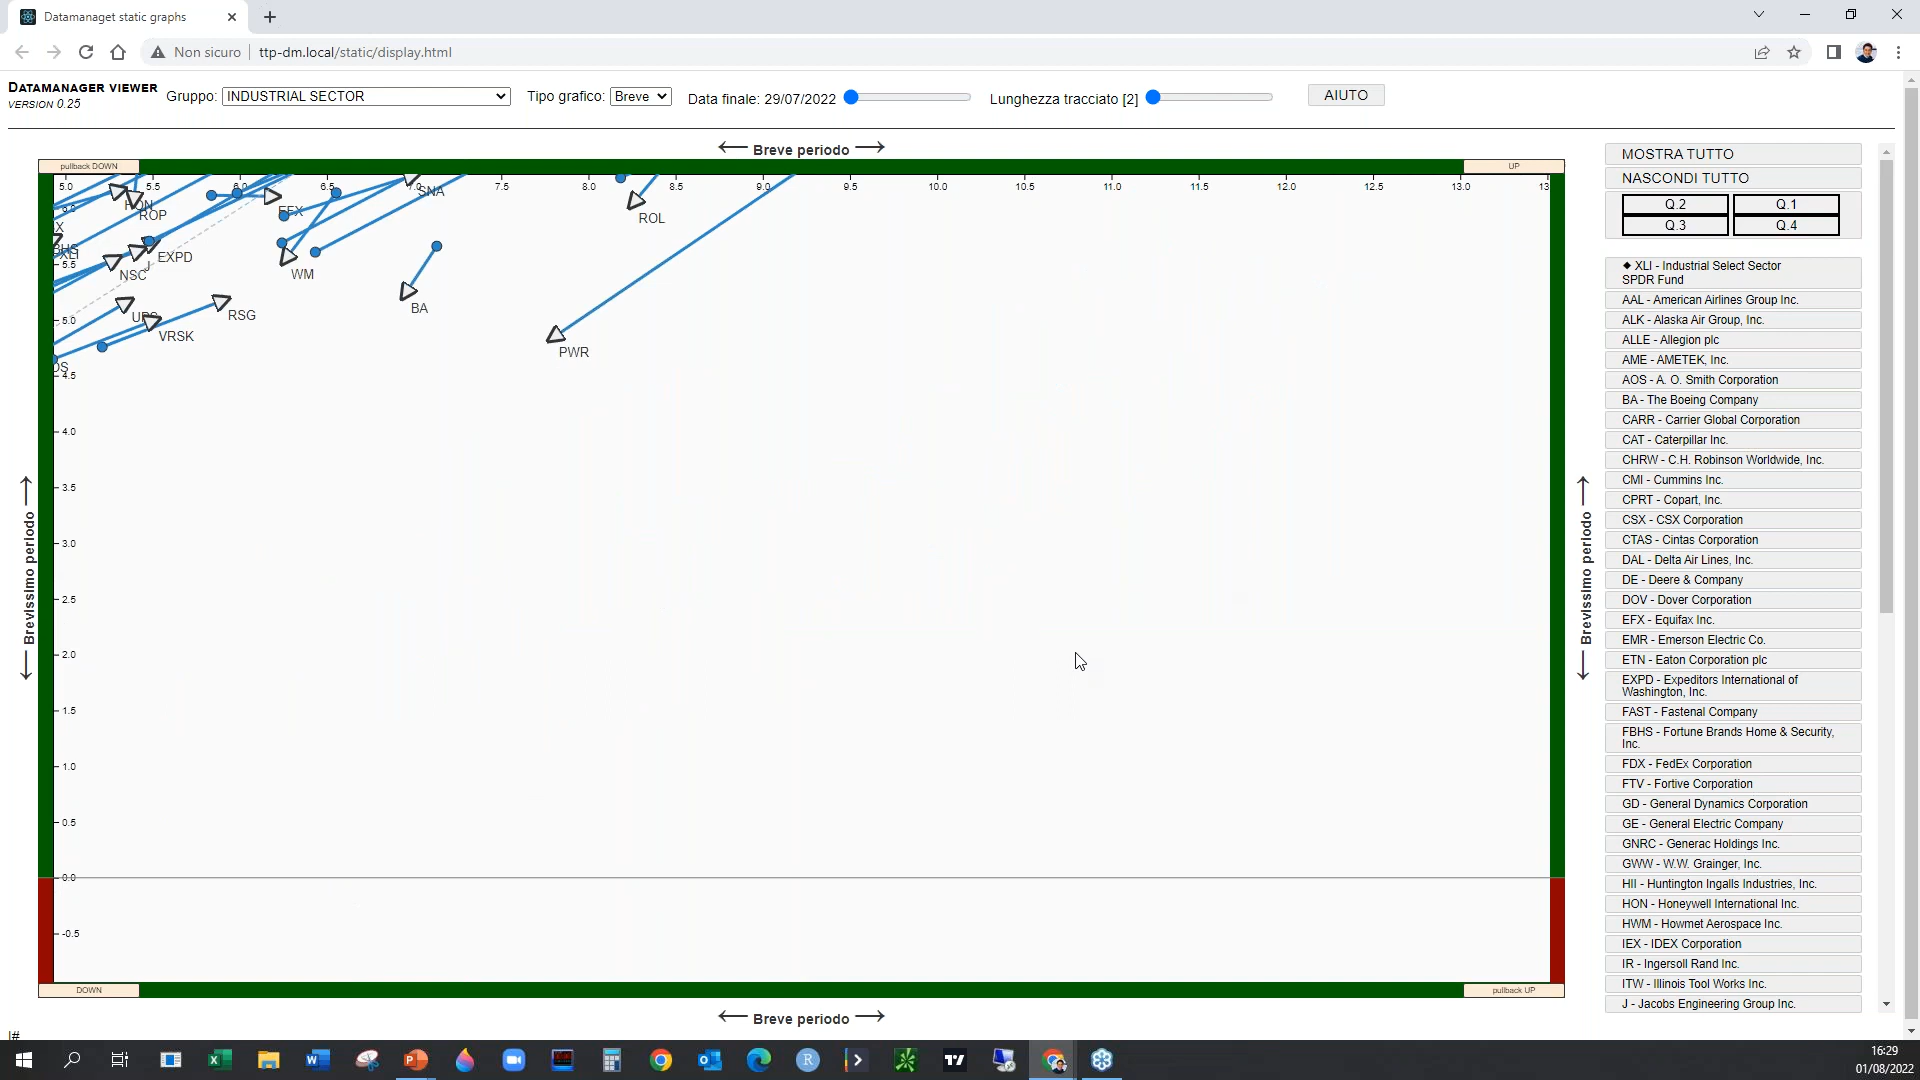 Datamanaget static graphs
Non sicuro ttp-dm.local/static/display.html
DATAMANAGER VIEWER
VERSION 0.25
Gruppo: INDUSTRIAL SECTOR
Tipo grafico: Breve
Data finale: 29/07/2022
Lunghezza tracciato [2]
AIUTO
Breve periodo
pullback DOWN
UP
5.0 5.5 6.0 6.5 7.0 7.5 8.0 8.5 9.0 9.5 10.0 10.5 11.0 11.5 12.0 12.5 13.0 13
SNA
HON
ROP
EFX
ROL
EXPD
NSC
J
WM
BA
UPS
VRSK
RSG
PWR
6.0
5.5
5.0
4.5
4.0
3.5
3.0
2.5
2.0
1.5
1.0
0.5
0.0
-0.5
Brevissimo periodo
Brevissimo periodo
DOWN
pullback UP
Breve periodo
MOSTRA TUTTO
NASCONDI TUTTO
Q.2 Q.1
Q.3 Q.4
◆ XLI - Industrial Select Sector
SPDR Fund
AAL - American Airlines Group Inc.
ALK - Alaska Air Group, Inc.
ALLE - Allegion plc
AME - AMETEK, Inc.
AOS - A. O. Smith Corporation
BA - The Boeing Company
CARR - Carrier Global Corporation
CAT - Caterpillar Inc.
CHRW - C.H. Robinson Worldwide, Inc.
CMI - Cummins Inc.
CPRT - Copart, Inc.
CSX - CSX Corporation
CTAS - Cintas Corporation
DAL - Delta Air Lines, Inc.
DE - Deere & Company
DOV - Dover Corporation
EFX - Equifax Inc.
EMR - Emerson Electric Co.
ETN - Eaton Corporation plc
EXPD - Expeditors International of
Washington, Inc.
FAST - Fastenal Company
FBHS - Fortune Brands Home & Security,
Inc.
FDX - FedEx Corporation
FTV - Fortive Corporation
GD - General Dynamics Corporation
GE - General Electric Company
GNRC - Generac Holdings Inc.
GWW - W.W. Grainger, Inc.
HII - Huntington Ingalls Industries, Inc.
HON - Honeywell International Inc.
HWM - Howmet Aerospace Inc.
IEX - IDEX Corporation
IR - Ingersoll Rand Inc.
ITW - Illinois Tool Works Inc.
J - Jacobs Engineering Group Inc.
|#
16:29
01/08/2022